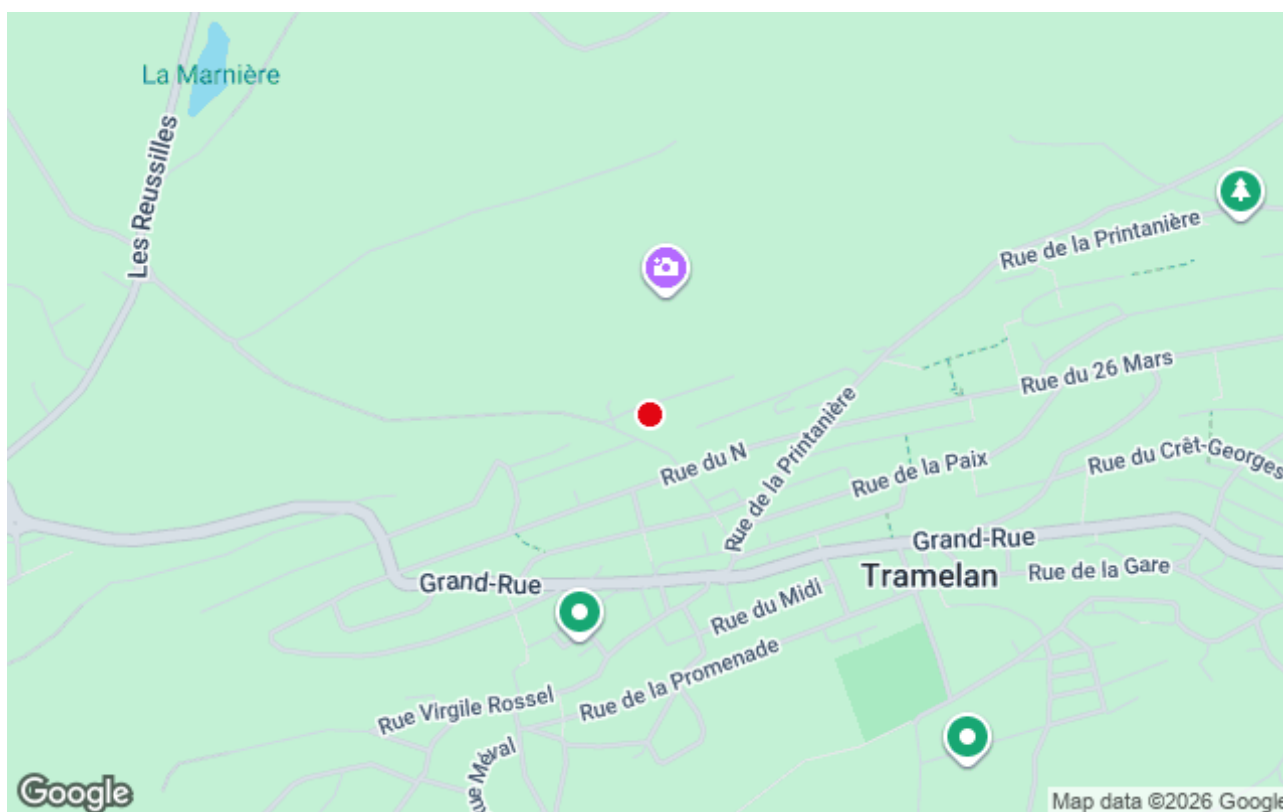 La Marnière
Les Reussilles
Rue de la Printanière
Rue du 26 Mars
Rue de la Printanière
Rue du N
Rue de la Paix
Rue du Crêt-Georges
Grand-Rue
Grand-Rue
Tramelan
Rue de la Gare
Rue du Midi
Rue de la Promenade
Rue Virgile Rossel
ue Méval
Google
Map data ©2026 Google